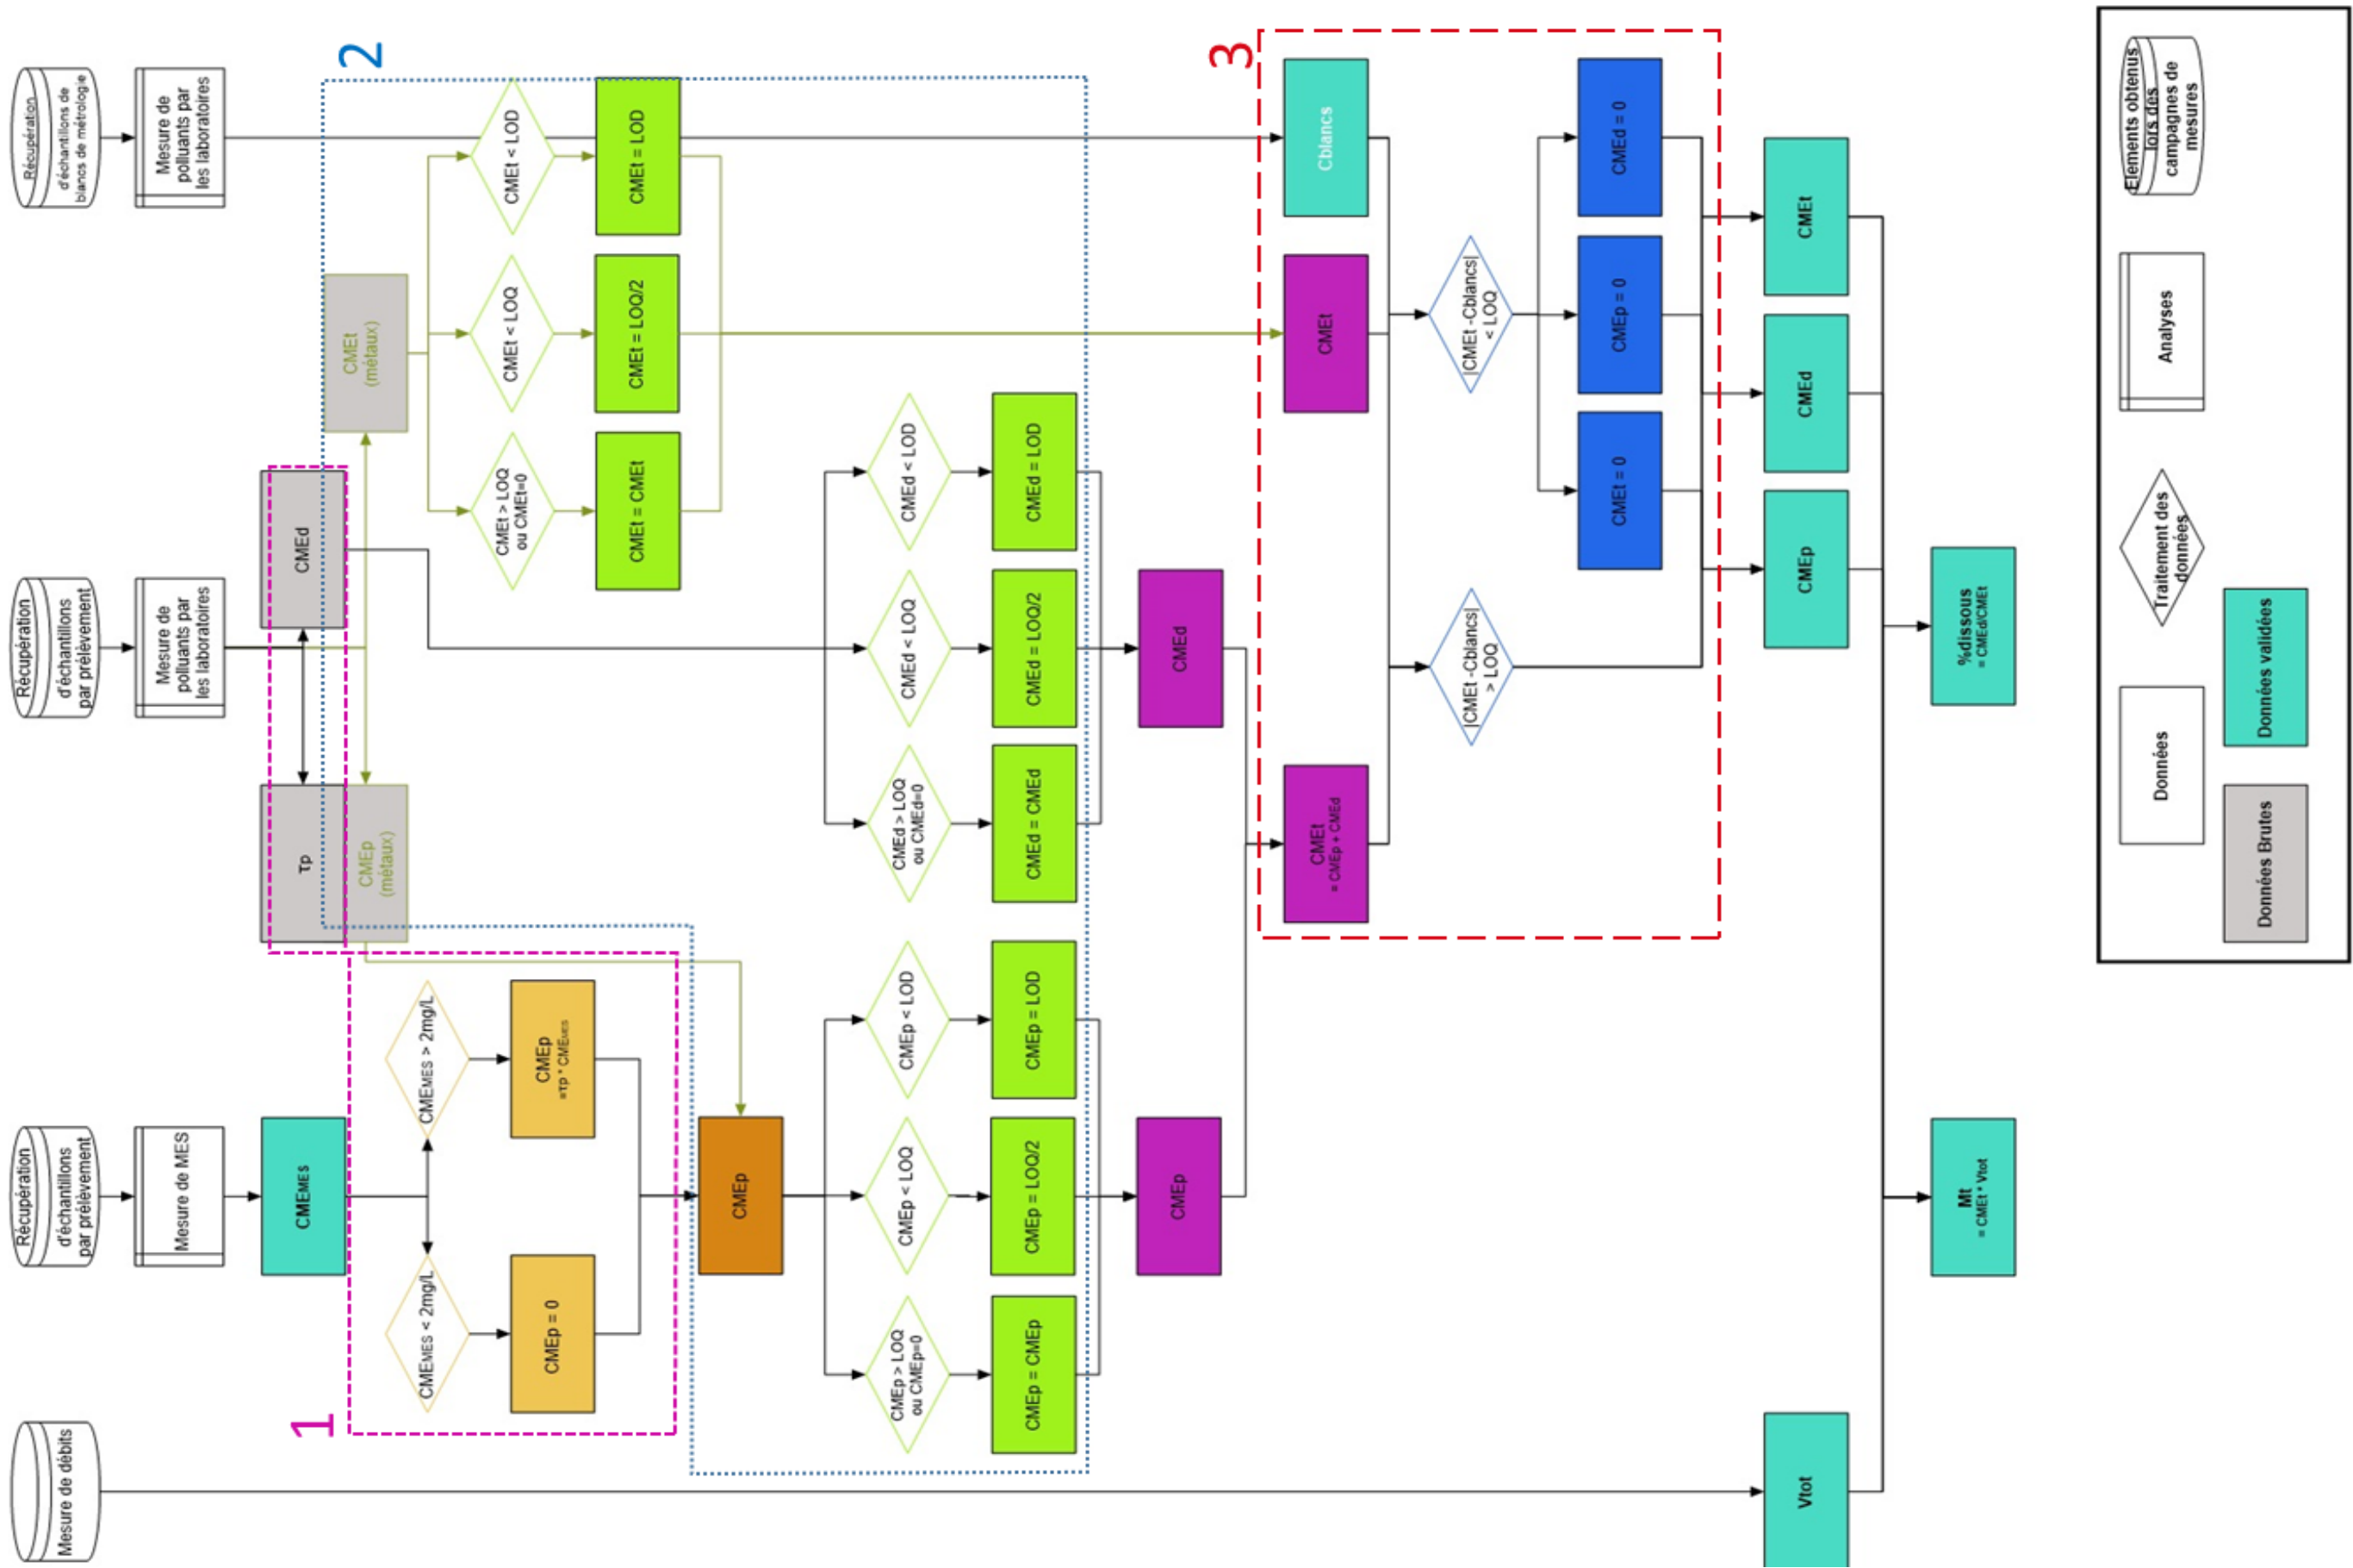 Mesure de débits
Récupération
d'échantillons
par prélèvement
Récupération
d'échantillons
par prélèvement
Récupération
d'échantillons de
blancs de métrologie
Mesure de MES
Mesure de
polluants par
les laboratoires
Mesure de
polluants par
les laboratoires
1
2
3
CMEMES
τp
CMEd
CMEp
(métaux)
CMEt
(métaux)
CMEMES < 2mg/L
CMEMES > 2mg/L
CMEp = 0
CMEp
=τp * CMEMES
CMEt > LOQ
ou CMEt=0
CMEt < LOQ
CMEt < LOD
CMEt = CMEt
CMEt = LOQ/2
CMEt = LOD
CMEp
CMEp > LOQ
ou CMEp=0
CMEp < LOQ
CMEp < LOD
CMEd > LOQ
ou CMEd=0
CMEd < LOQ
CMEd < LOD
CMEp = CMEp
CMEp = LOQ/2
CMEp = LOD
CMEd = CMEd
CMEd = LOQ/2
CMEd = LOD
CMEp
CMEd
CMEt
= CMEp + CMEd
CMEt
Cblancs
|CMEt -Cblancs|
> LOQ
|CMEt -Cblancs|
< LOQ
CMEt = 0
CMEp = 0
CMEd = 0
Vtot
CMEp
CMEd
CMEt
Mt
= CMEt * Vtot
%dissous
= CMEd/CMEt
Données
Traitement des
données
Analyses
Elements obtenus
lors des
campagnes de
mesures
Données Brutes
Données validées